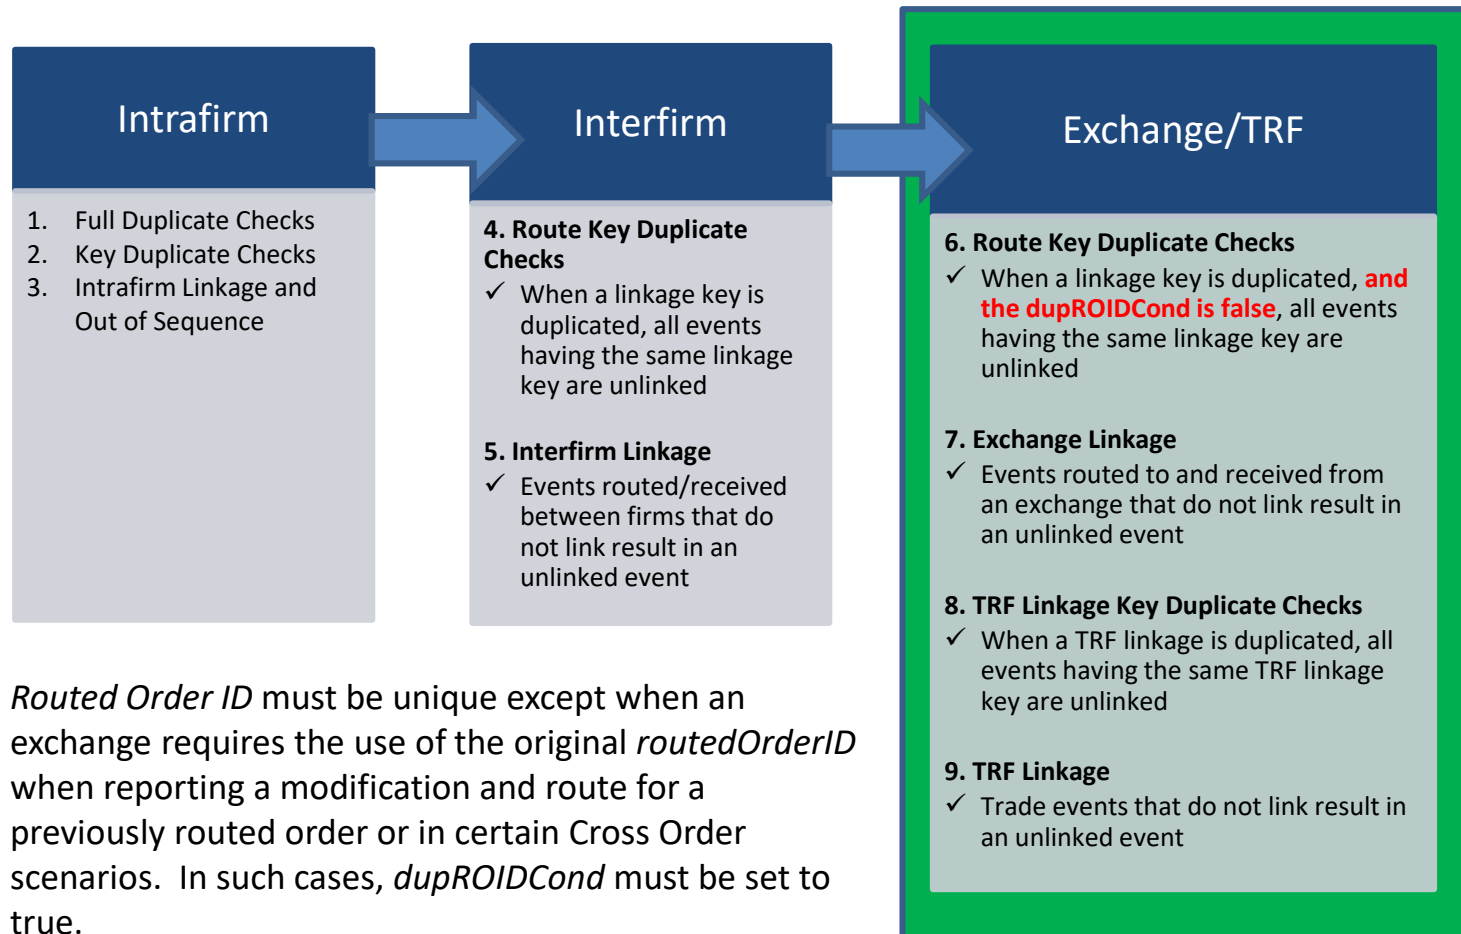 Intrafirm
1. Full Duplicate Checks
2. Key Duplicate Checks
3. Intrafirm Linkage and
Out of Sequence
Interfirm
4. Route Key Duplicate
Checks
✓ When a linkage key is
duplicated, all events
having the same linkage
key are unlinked
5. Interfirm Linkage
✓ Events routed/received
between firms that do
not link result in an
unlinked event
Exchange/TRF
6. Route Key Duplicate Checks
✓ When a linkage key is duplicated, and
the dupROIDCond is false, all events
having the same linkage key are
unlinked
7. Exchange Linkage
✓ Events routed to and received from
an exchange that do not link result in
an unlinked event
8. TRF Linkage Key Duplicate Checks
✓ When a TRF linkage is duplicated, all
events having the same TRF linkage
key are unlinked
9. TRF Linkage
✓ Trade events that do not link result in
an unlinked event
Routed Order ID must be unique except when an
exchange requires the use of the original routedOrderID
when reporting a modification and route for a
previously routed order or in certain Cross Order
scenarios. In such cases, dupROIDCond must be set to
true.